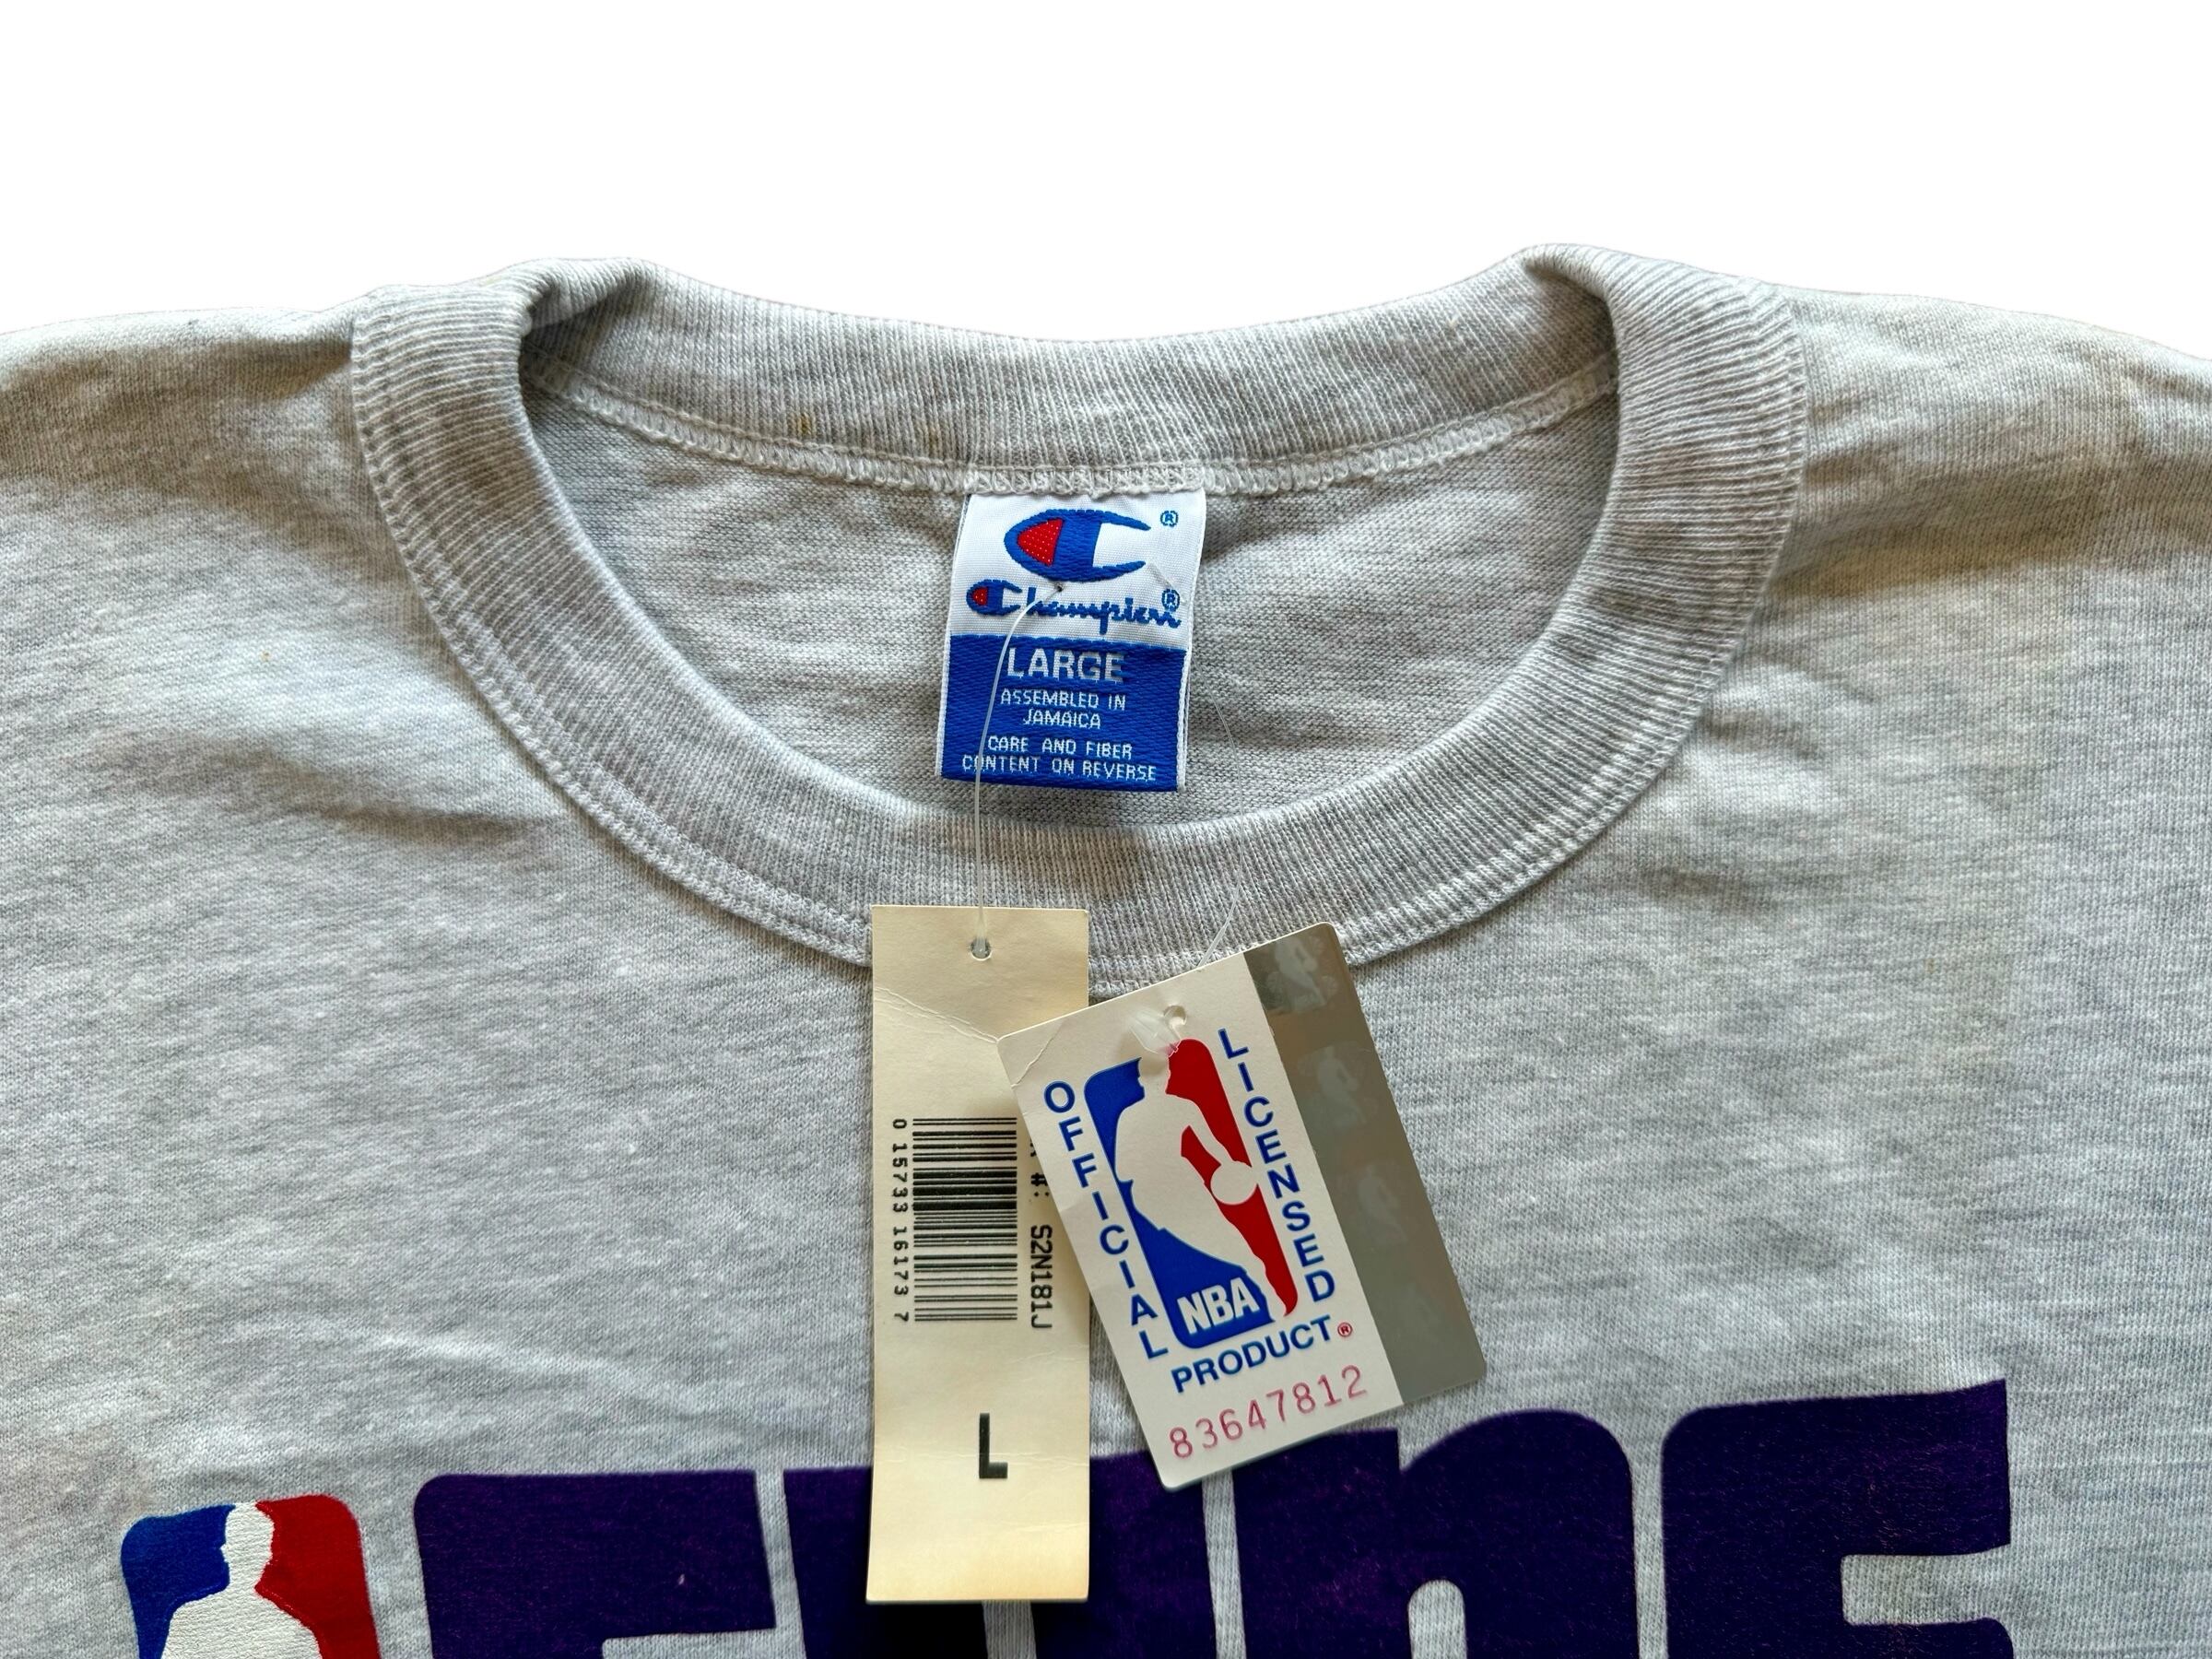 Champion
LARGE
ASSEMBLED IN
JAMAICA
CARE AND FIBER
CONTENT ON REVERSE
#: S2N181J
0 15733 16173 7
L
OFFICIAL
LICENSED
NBA
PRODUCT®
83647812